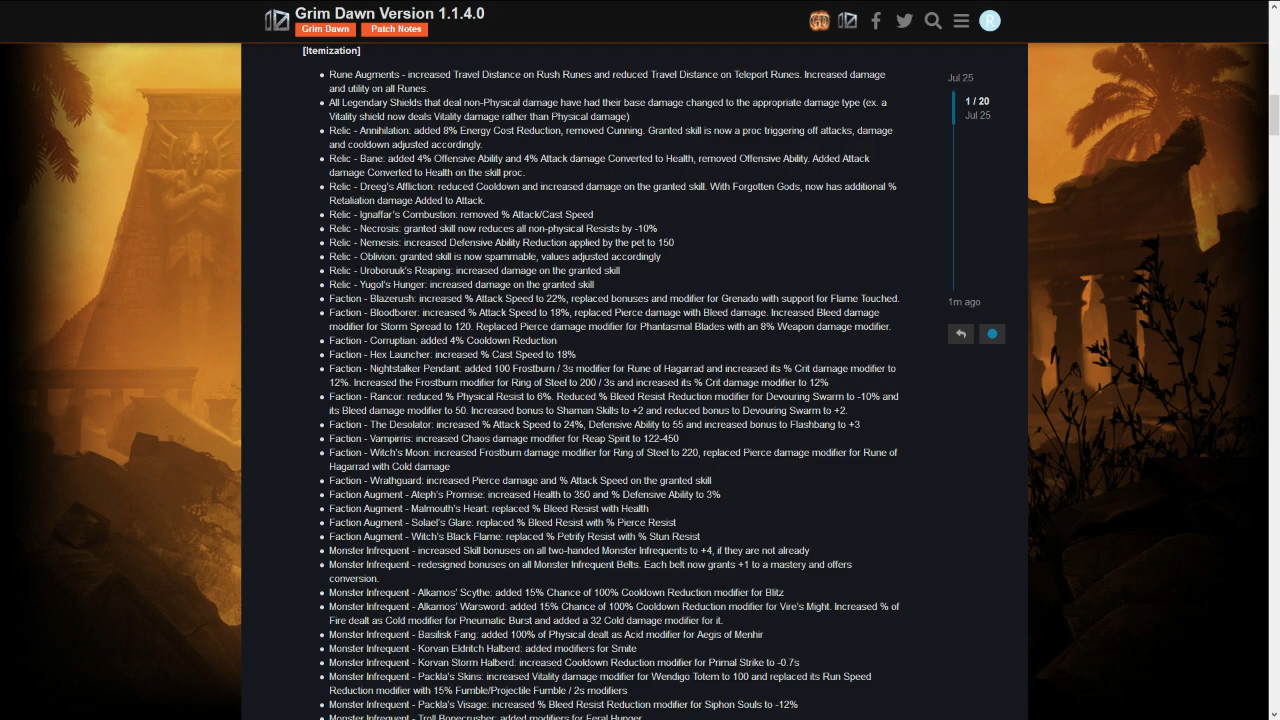 Grim Dawn Version 1.1.4.0
Grim Dawn Patch Notes
[Itemization]
Rune Augments - increased Travel Distance on Rush Runes and reduced Travel Distance on Teleport Runes. Increased damage
and utility on all Runes.
All Legendary Shields that deal non-Physical damage have had their base damage changed to the appropriate damage type (ex. a
Vitality shield now deals Vitality damage rather than Physical damage)
Relic - Annihilation: added 8% Energy Cost Reduction, removed Cunning. Granted skill is now a proc triggering off attacks, damage
and cooldown adjusted accordingly.
Relic - Bane: added 4% Offensive Ability and 4% Attack damage Converted to Health, removed Offensive Ability. Added Attack
damage Converted to Health on the skill proc.
Relic - Dreeg's Affliction: reduced Cooldown and increased damage on the granted skill. With Forgotten Gods, now has additional %
Retaliation damage Added to Attack.
Relic - Ignaffar's Combustion: removed % Attack/Cast Speed
Relic - Necrosis: granted skill now reduces all non-physical Resists by -10%
Relic - Nemesis: increased Defensive Ability Reduction applied by the pet to 150
Relic - Oblivion: granted skill is now spammable, values adjusted accordingly
Relic - Uroboruuk's Reaping: increased damage on the granted skill
Relic - Yugol's Hunger: increased damage on the granted skill
Faction - Blazerush: increased % Attack Speed to 22%, replaced bonuses and modifier for Grenado with support for Flame Touched.
Faction - Bloodborer: increased % Attack Speed to 18%, replaced Pierce damage with Bleed damage. Increased Bleed damage
modifier for Storm Spread to 120. Replaced Pierce damage modifier for Phantasmal Blades with an 8% Weapon damage modifier.
Faction - Corruptian: added 4% Cooldown Reduction
Faction - Hex Launcher: increased % Cast Speed to 18%
Faction - Nightstalker Pendant. added 100 Frostburn / 3s modifier for Rune of Hagarrad and increased its % Crit damage modifier to
12%. Increased the Frostburn modifier for Ring of Steel to 200 / 3s and increased its % Crit damage modifier to 12%
Faction - Rancor: reduced % Physical Resist to 6%. Reduced % Bleed Resist Reduction modifier for Devouring Swarm to -10% and
its Bleed damage modifier to 50. Increased bonus to Shaman Skills to +2 and reduced bonus to Devouring Swarm to +2.
Faction - The Desolator: increased % Attack Speed to 24%, Defensive Ability to 55 and increased bonus to Flashbang to +3
Faction - Vampirris: increased Chaos damage modifier for Reap Spirit to 122-450
Faction - Witch's Moon: increased Frostburn damage modifier for Ring of Steel to 220, replaced Pierce damage modifier for Rune of
Hagarrad with Cold damage
Faction - Wrathguard: increased Pierce damage and % Attack Speed on the granted skill
Faction Augment - Ateph's Promise: increased Health to 350 and % Defensive Ability to 3%
Faction Augment - Malmouth's Heart: replaced % Bleed Resist with Health
Faction Augment - Solael's Glare: replaced % Bleed Resist with % Pierce Resist
Faction Augment - Witch's Black Flame: replaced % Petrify Resist with % Stun Resist
Monster Infrequent - increased Skill bonuses on all two-handed Monster Infrequents to +4, if they are not already
Monster Infrequent - redesigned bonuses on all Monster Infrequent Belts. Each belt now grants +1 to a mastery and offers
conversion.
Monster Infrequent - Alkamos' Scythe: added 15% Chance of 100% Cooldown Reduction modifier for Blitz
Monster Infrequent - Alkamos' Warsword: added 15% Chance of 100% Cooldown Reduction modifier for Vire's Might. Increased % of
Fire dealt as Cold modifier for Pneumatic Burst and added a 32 Cold damage modifier for it.
Monster Infrequent - Basilisk Fang: added 100% of Physical dealt as Acid modifier for Aegis of Menhir
Monster Infrequent - Korvan Eldritch Halberd: added modifiers for Smite
Monster Infrequent - Korvan Storm Halberd: increased Cooldown Reduction modifier for Primal Strike to -0.7s
Monster Infrequent - Packla's Skins: increased Vitality damage modifier for Wendigo Totem to 100 and replaced its Run Speed
Reduction modifier with 15% Fumble/Projectile Fumble / 2s modifiers
Monster Infrequent - Packla's Visage: increased % Bleed Resist Reduction modifier for Siphon Souls to -12%
Monster Infrequent - Troll Bonecrusher: added modifiers for Feral Hunger
R
Jul 25
1 / 20
Jul 25
1m ago